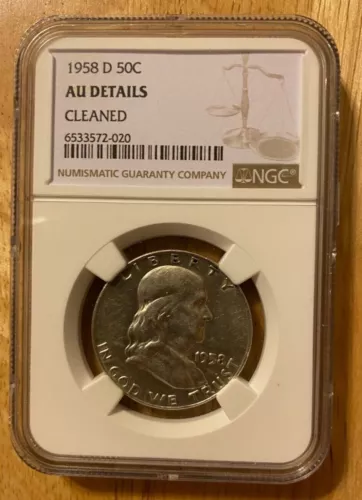 1958 D 50C
AU DETAILS
CLEANED
6533572-020
NUMISMATIC GUARANTY COMPANY
NGC
LIBERTY
1958
IN GOD WE TRUST